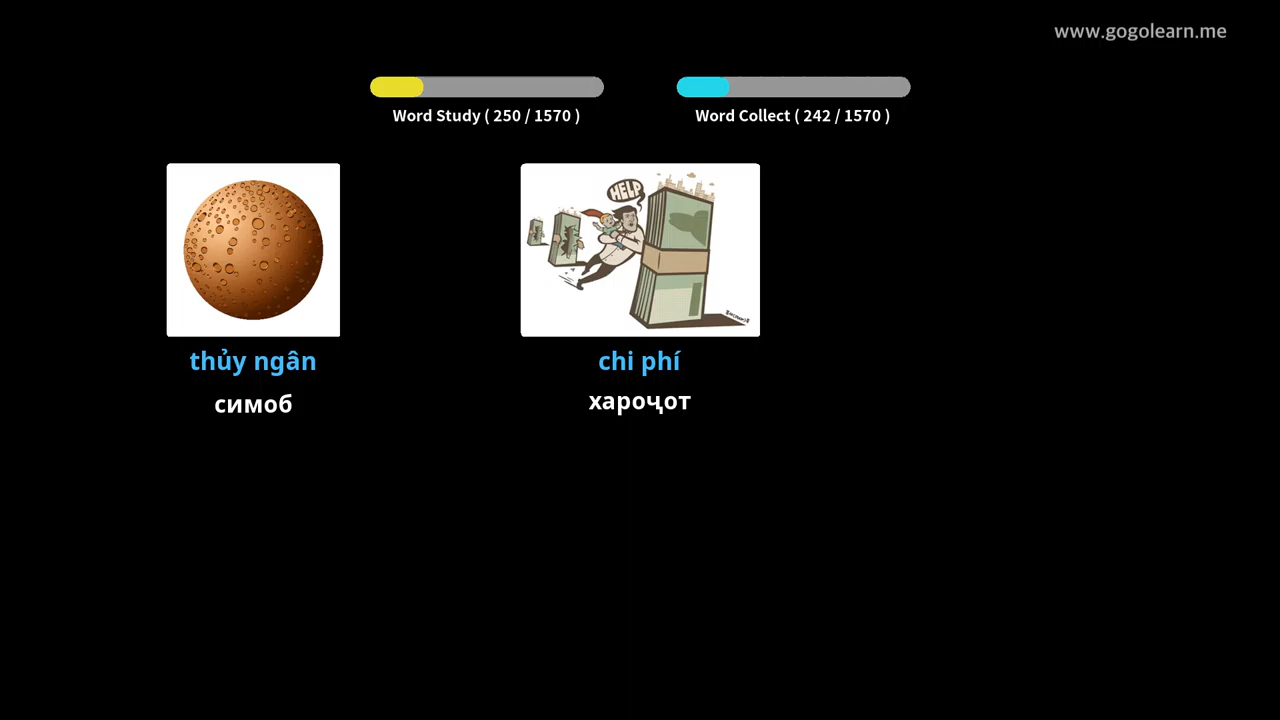 www.gogolearn.me
Word Study ( 250 / 1570 )
Word Collect ( 242 / 1570 )
HELP
thủy ngân
chi phí
симоб
хароҷот